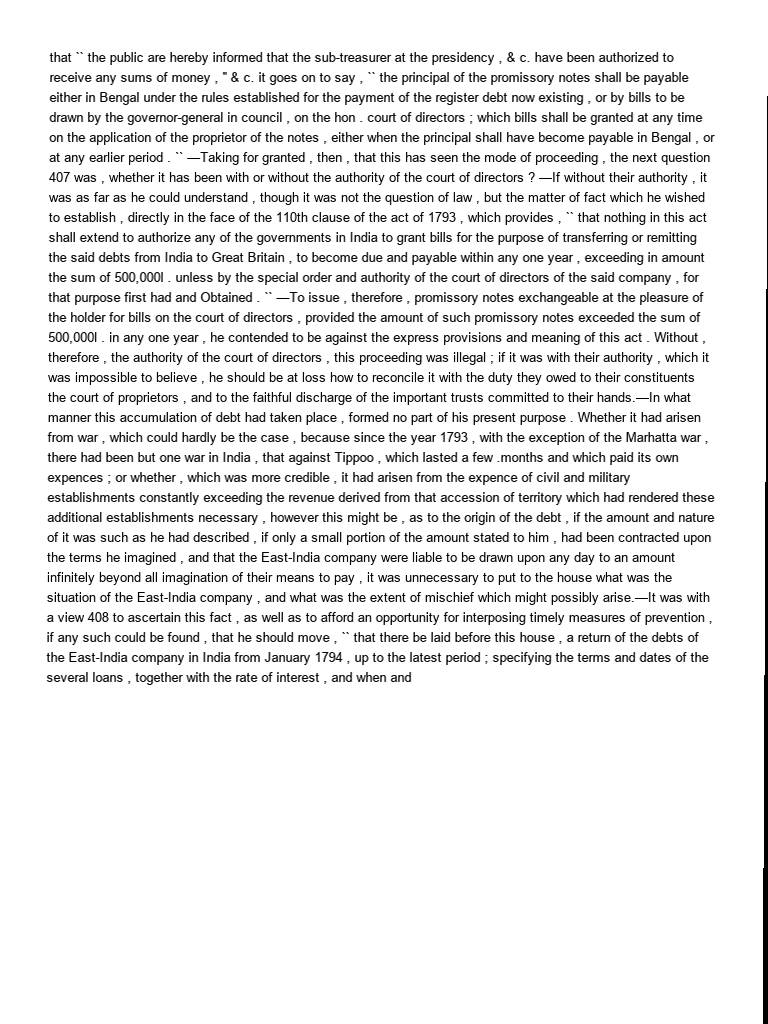 that `` the public are hereby informed that the sub-treasurer at the presidency , & c. have been authorized to
receive any sums of money , '' & c. it goes on to say , `` the principal of the promissory notes shall be payable
either in Bengal under the rules established for the payment of the register debt now existing , or by bills to be
drawn by the governor-general in council , on the hon . court of directors ; which bills shall be granted at any time
on the application of the proprietor of the notes , either when the principal shall have become payable in Bengal , or
at any earlier period . `` —Taking for granted , then , that this has seen the mode of proceeding , the next question
407 was , whether it has been with or without the authority of the court of directors ? —If without their authority , it
was as far as he could understand , though it was not the question of law , but the matter of fact which he wished
to establish , directly in the face of the 110th clause of the act of 1793 , which provides , `` that nothing in this act
shall extend to authorize any of the governments in India to grant bills for the purpose of transferring or remitting
the said debts from India to Great Britain , to become due and payable within any one year , exceeding in amount
the sum of 500,000l . unless by the special order and authority of the court of directors of the said company , for
that purpose first had and Obtained . `` —To issue , therefore , promissory notes exchangeable at the pleasure of
the holder for bills on the court of directors , provided the amount of such promissory notes exceeded the sum of
500,000l . in any one year , he contended to be against the express provisions and meaning of this act . Without ,
therefore , the authority of the court of directors , this proceeding was illegal ; if it was with their authority , which it
was impossible to believe , he should be at loss how to reconcile it with the duty they owed to their constituents
the court of proprietors , and to the faithful discharge of the important trusts committed to their hands.—In what
manner this accumulation of debt had taken place , formed no part of his present purpose . Whether it had arisen
from war , which could hardly be the case , because since the year 1793 , with the exception of the Marhatta war ,
there had been but one war in India , that against Tippoo , which lasted a few .months and which paid its own
expences ; or whether , which was more credible , it had arisen from the expence of civil and military
establishments constantly exceeding the revenue derived from that accession of territory which had rendered these
additional establishments necessary , however this might be , as to the origin of the debt , if the amount and nature
of it was such as he had described , if only a small portion of the amount stated to him , had been contracted upon
the terms he imagined , and that the East-India company were liable to be drawn upon any day to an amount
infinitely beyond all imagination of their means to pay , it was unnecessary to put to the house what was the
situation of the East-India company , and what was the extent of mischief which might possibly arise.—It was with
a view 408 to ascertain this fact , as well as to afford an opportunity for interposing timely measures of prevention ,
if any such could be found , that he should move , `` that there be laid before this house , a return of the debts of
the East-India company in India from January 1794 , up to the latest period ; specifying the terms and dates of the
several loans , together with the rate of interest , and when and